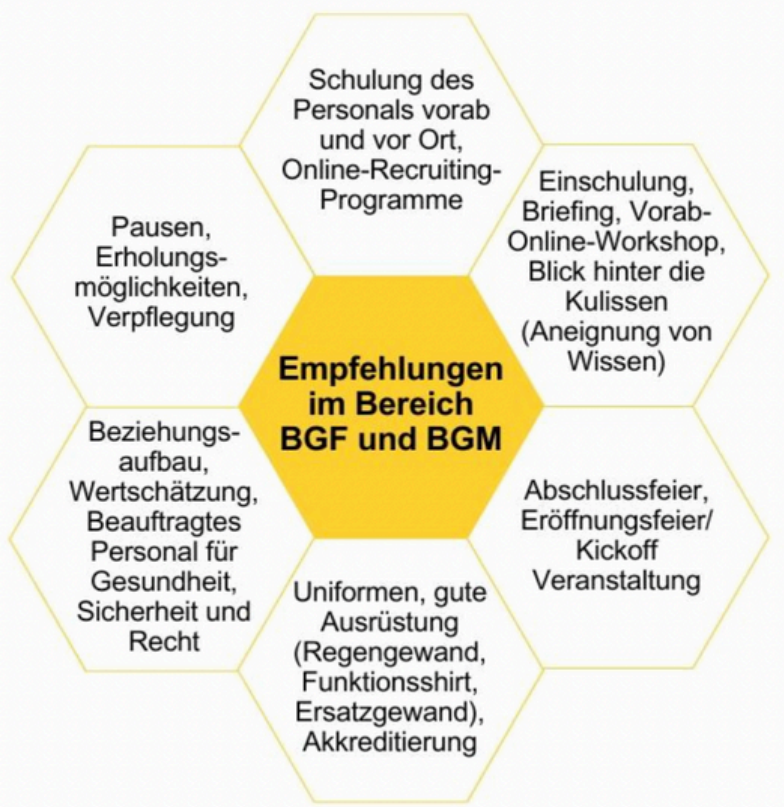 Schulung des
Personals vorab
und vor Ort,
Online-Recruiting-
Programme
Einschulung,
Briefing, Vorab-
Online-Workshop,
Blick hinter die
Kulissen
(Aneignung von
Wissen)
Pausen,
Erholungs-
möglichkeiten,
Verpflegung
Empfehlungen
im Bereich
BGF und BGM
Beziehungs-
aufbau,
Wertschätzung,
Beauftragtes
Personal für
Gesundheit,
Sicherheit und
Recht
Abschlussfeier,
Eröffnungsfeier/
Kickoff
Veranstaltung
Uniformen, gute
Ausrüstung
(Regengewand,
Funktionsshirt,
Ersatzgewand),
Akkreditierung